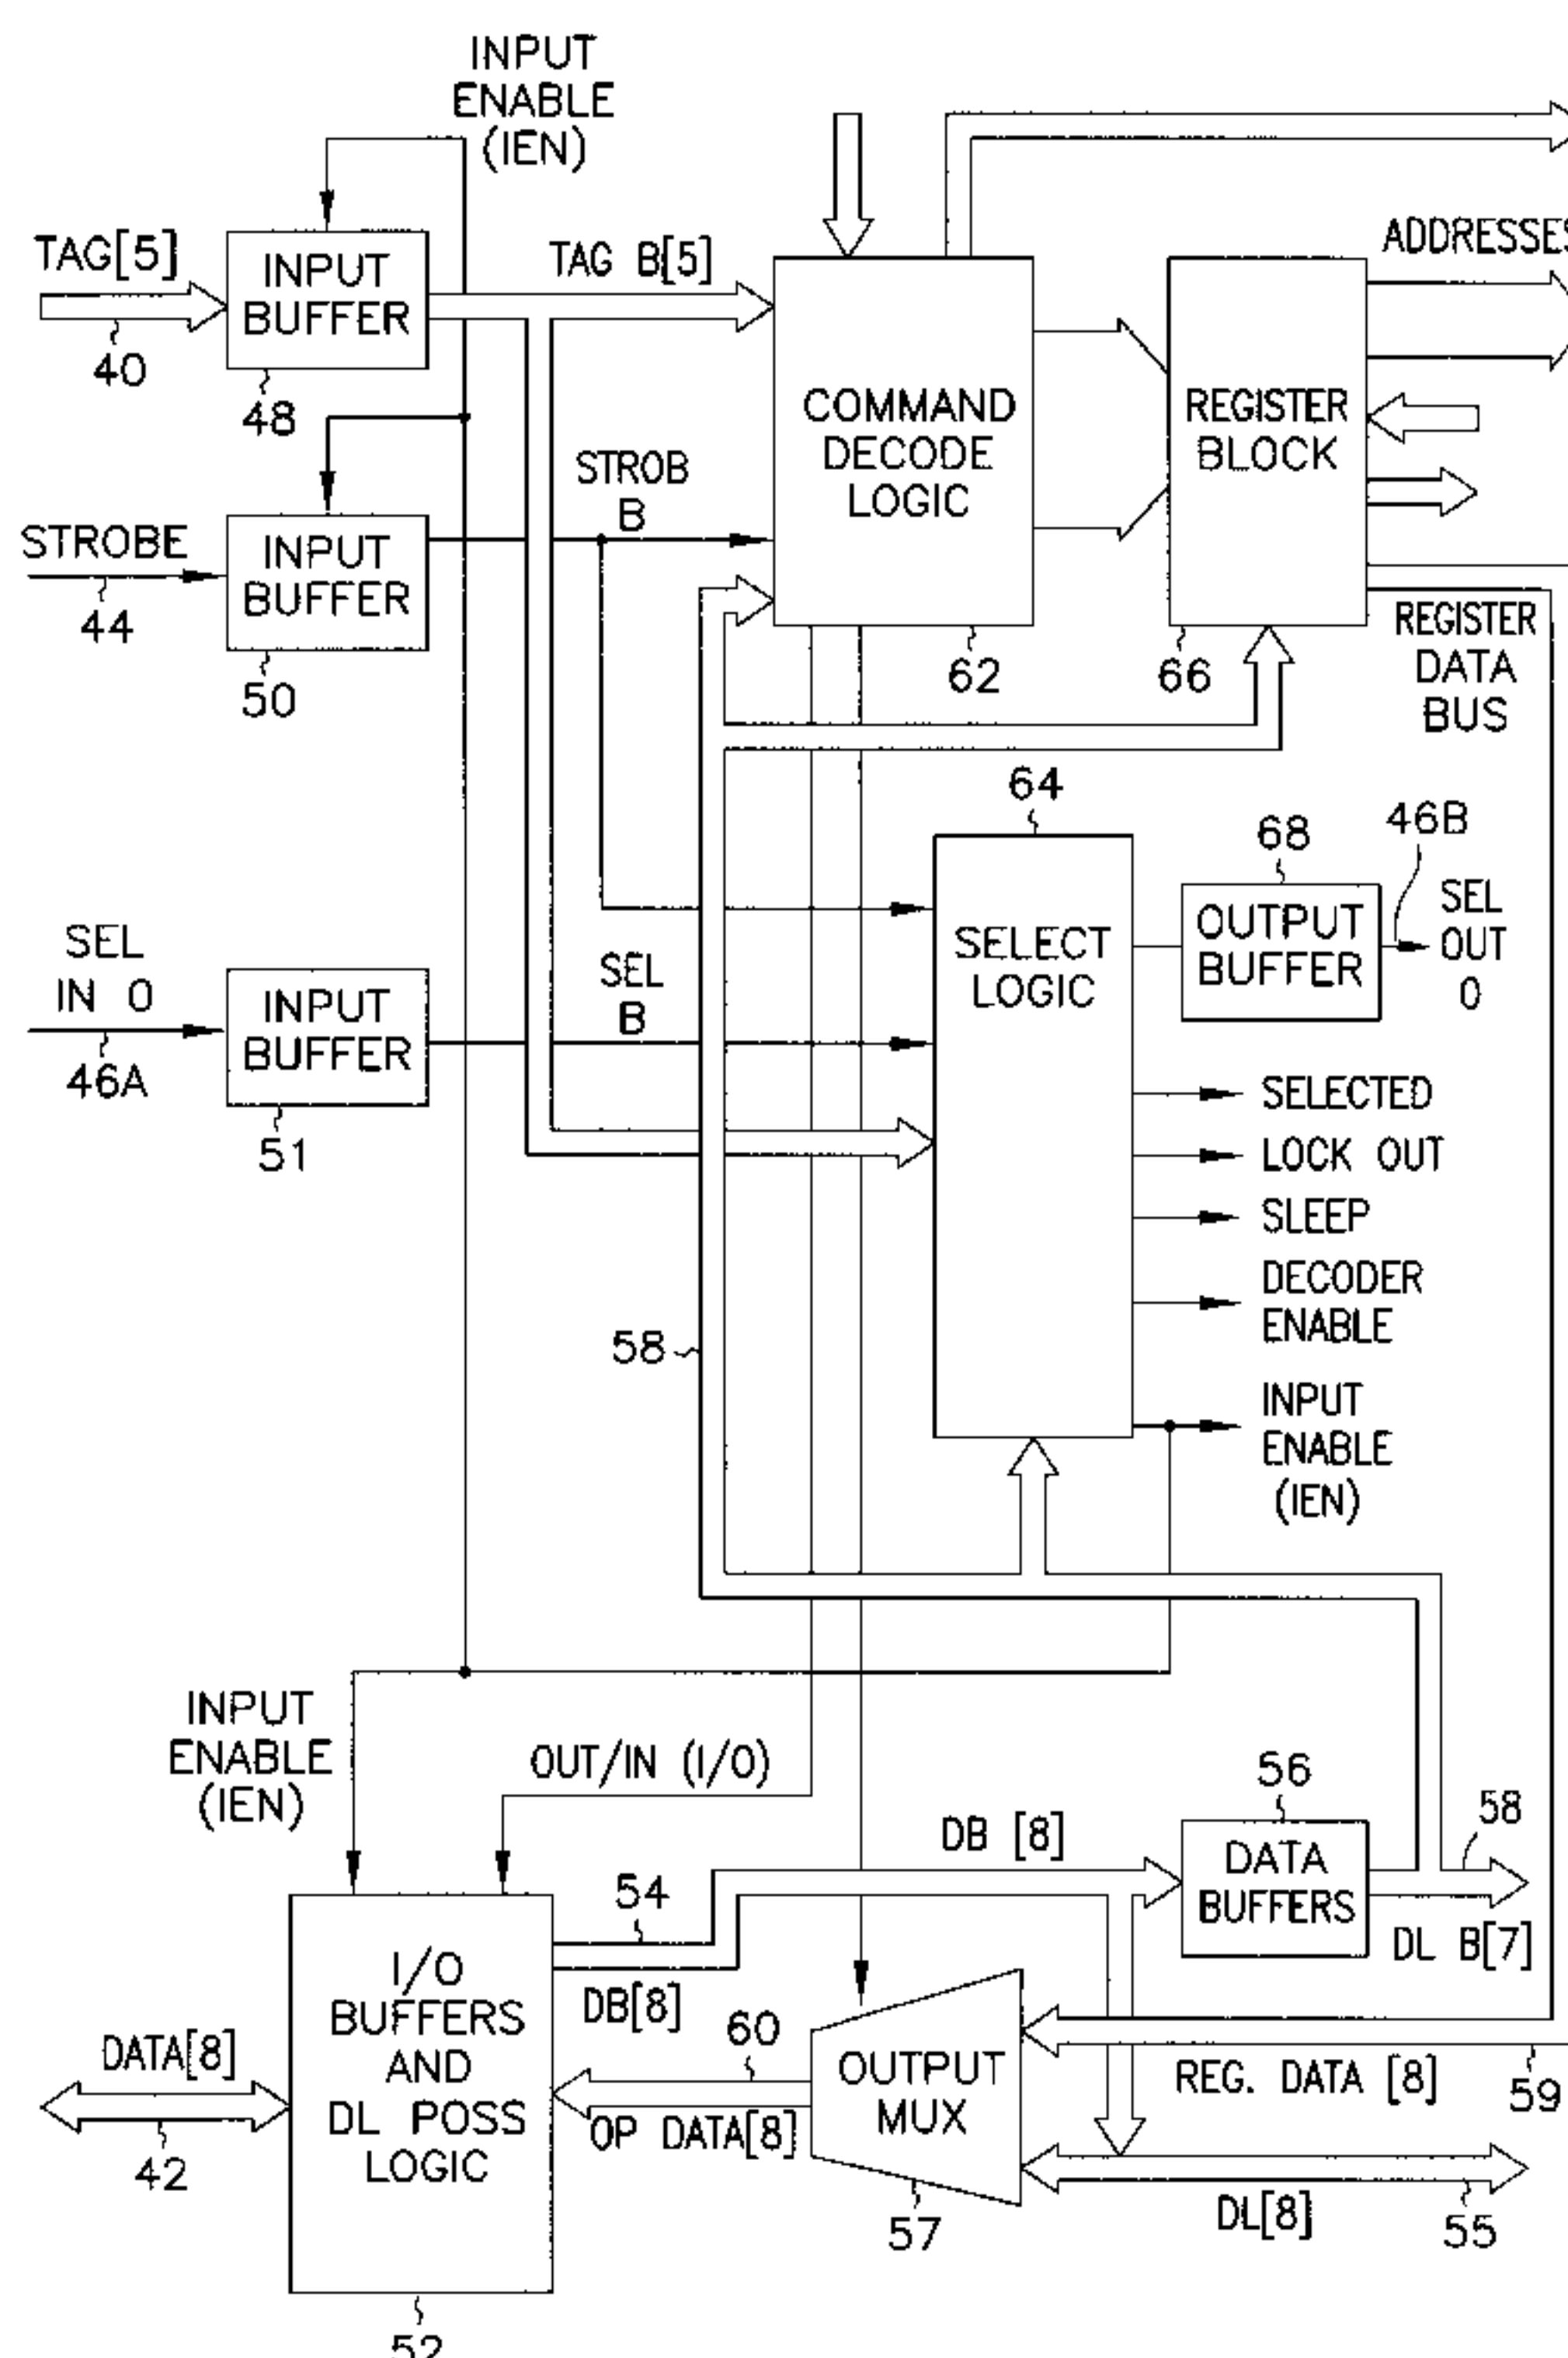 INPUT
ENABLE
(IEN)
TAG[5]
40
INPUT
BUFFER
48
TAG B[5]
COMMAND
DECODE
LOGIC
62
REGISTER
BLOCK
66
ADDRESSES
STROBE
44
INPUT
BUFFER
50
STROB
B
REGISTER
DATA
BUS
64
68
46B
SEL
IN 0
46A
INPUT
BUFFER
51
SEL
B
SELECT
LOGIC
OUTPUT
BUFFER
SEL
OUT
0
SELECTED
LOCK OUT
SLEEP
DECODER
ENABLE
58
INPUT
ENABLE
(IEN)
INPUT
ENABLE
(IEN)
OUT/IN (I/O)
56
58
DB [8]
DATA
BUFFERS
DL B[7]
54
DB[8]
I/O
BUFFERS
AND
DL POSS
LOGIC
52
DATA[8]
42
60
OP DATA[8]
OUTPUT
MUX
57
REG. DATA [8]
59
DL[8]
55